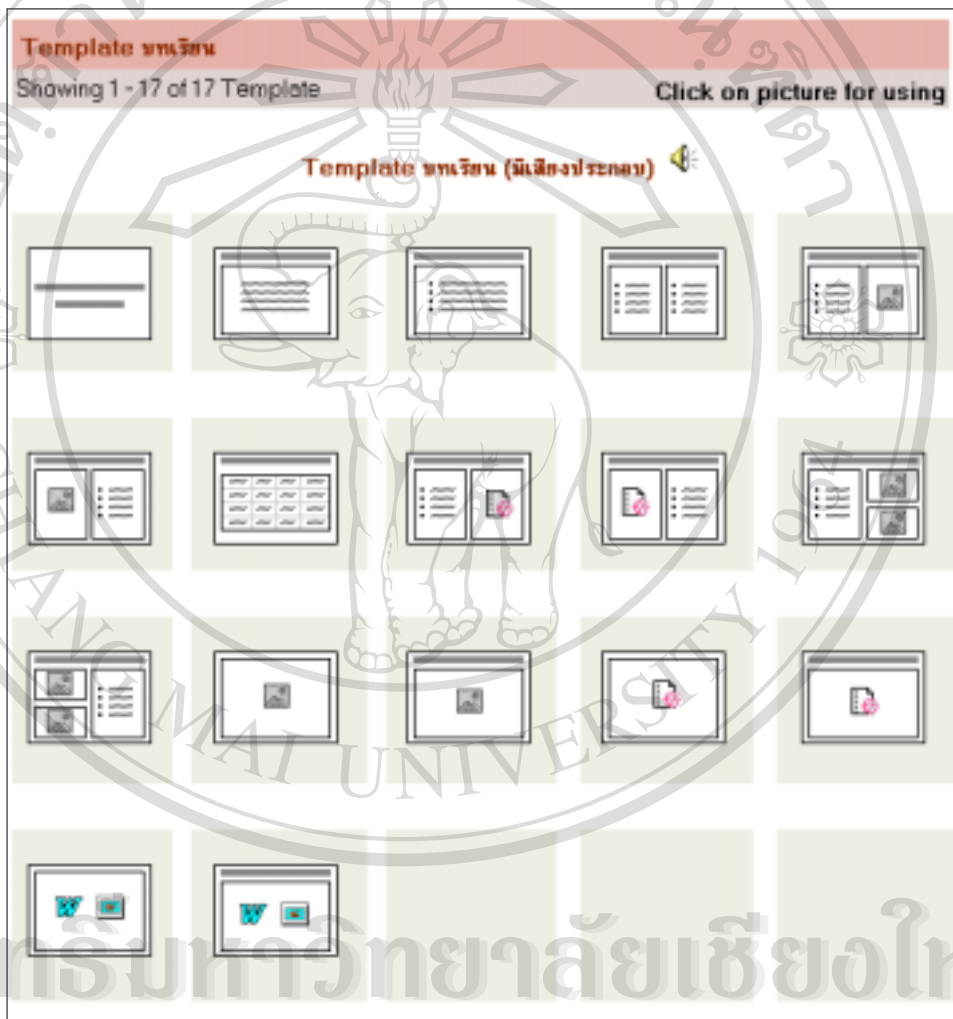 Template บทเรียน
Showing 1 - 17 of 17 Template
Click on picture for using
Template บทเรียน (มีเสียงประกอบ)
MAI UNIVERSITY 1964